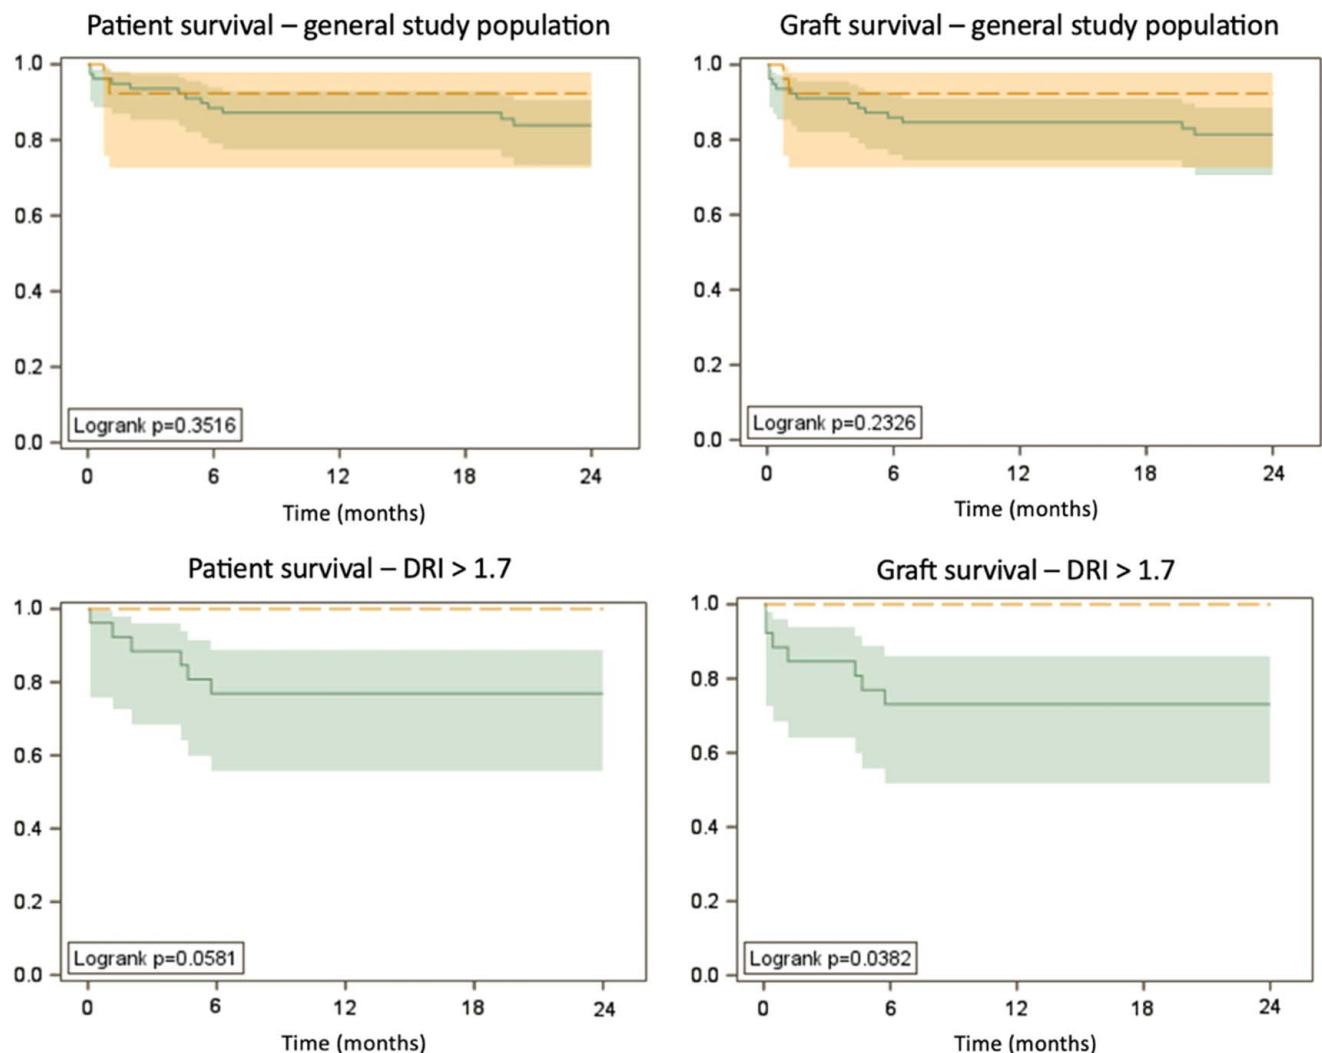 Patient survival – general study population
1.0
0.8
0.6
0.4
0.2
0.0
Logrank p=0.3516
0 6 12 18 24
Time (months)
Graft survival – general study population
1.0
0.8
0.6
0.4
0.2
0.0
Logrank p=0.2326
0 6 12 18 24
Time (months)
Patient survival – DRI > 1.7
1.0
0.8
0.6
0.4
0.2
0.0
Logrank p=0.0581
0 6 12 18 24
Time (months)
Graft survival – DRI > 1.7
1.0
0.8
0.6
0.4
0.2
0.0
Logrank p=0.0382
0 6 12 18 24
Time (months)